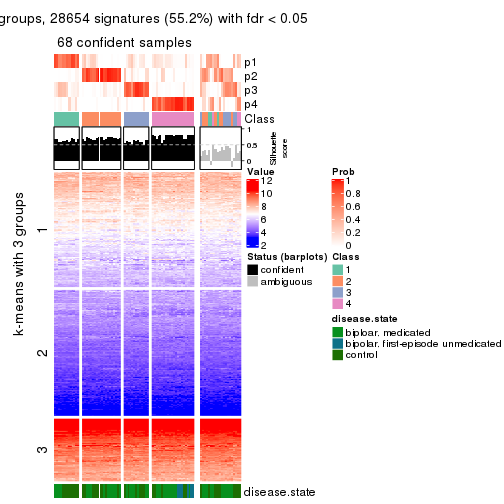 groups, 28654 signatures (55.2%) with fdr < 0.05
68 confident samples
p1
p2
p3
p4
Class
1
0.5
0
Silhouette
score
k-means with 3 groups
1
2
3
disease.state
Value
12
10
8
6
4
2
Prob
1
0.8
0.6
0.4
0.2
0
Status (barplots)
confident
ambiguous
Class
1
2
3
4
disease.state
biploar. medicated
bipolar. first-episode unmedicated
control